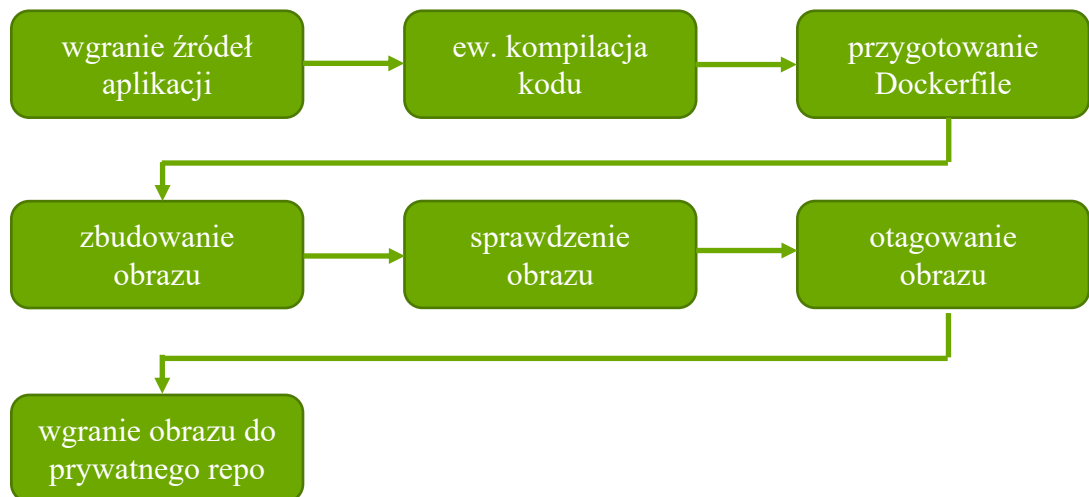 wgranie źródeł
aplikacji
ew. kompilacja
kodu
przygotowanie
Dockerfile
zbudowanie
obrazu
sprawdzenie
obrazu
otagowanie
obrazu
wgranie obrazu do
prywatnego repo